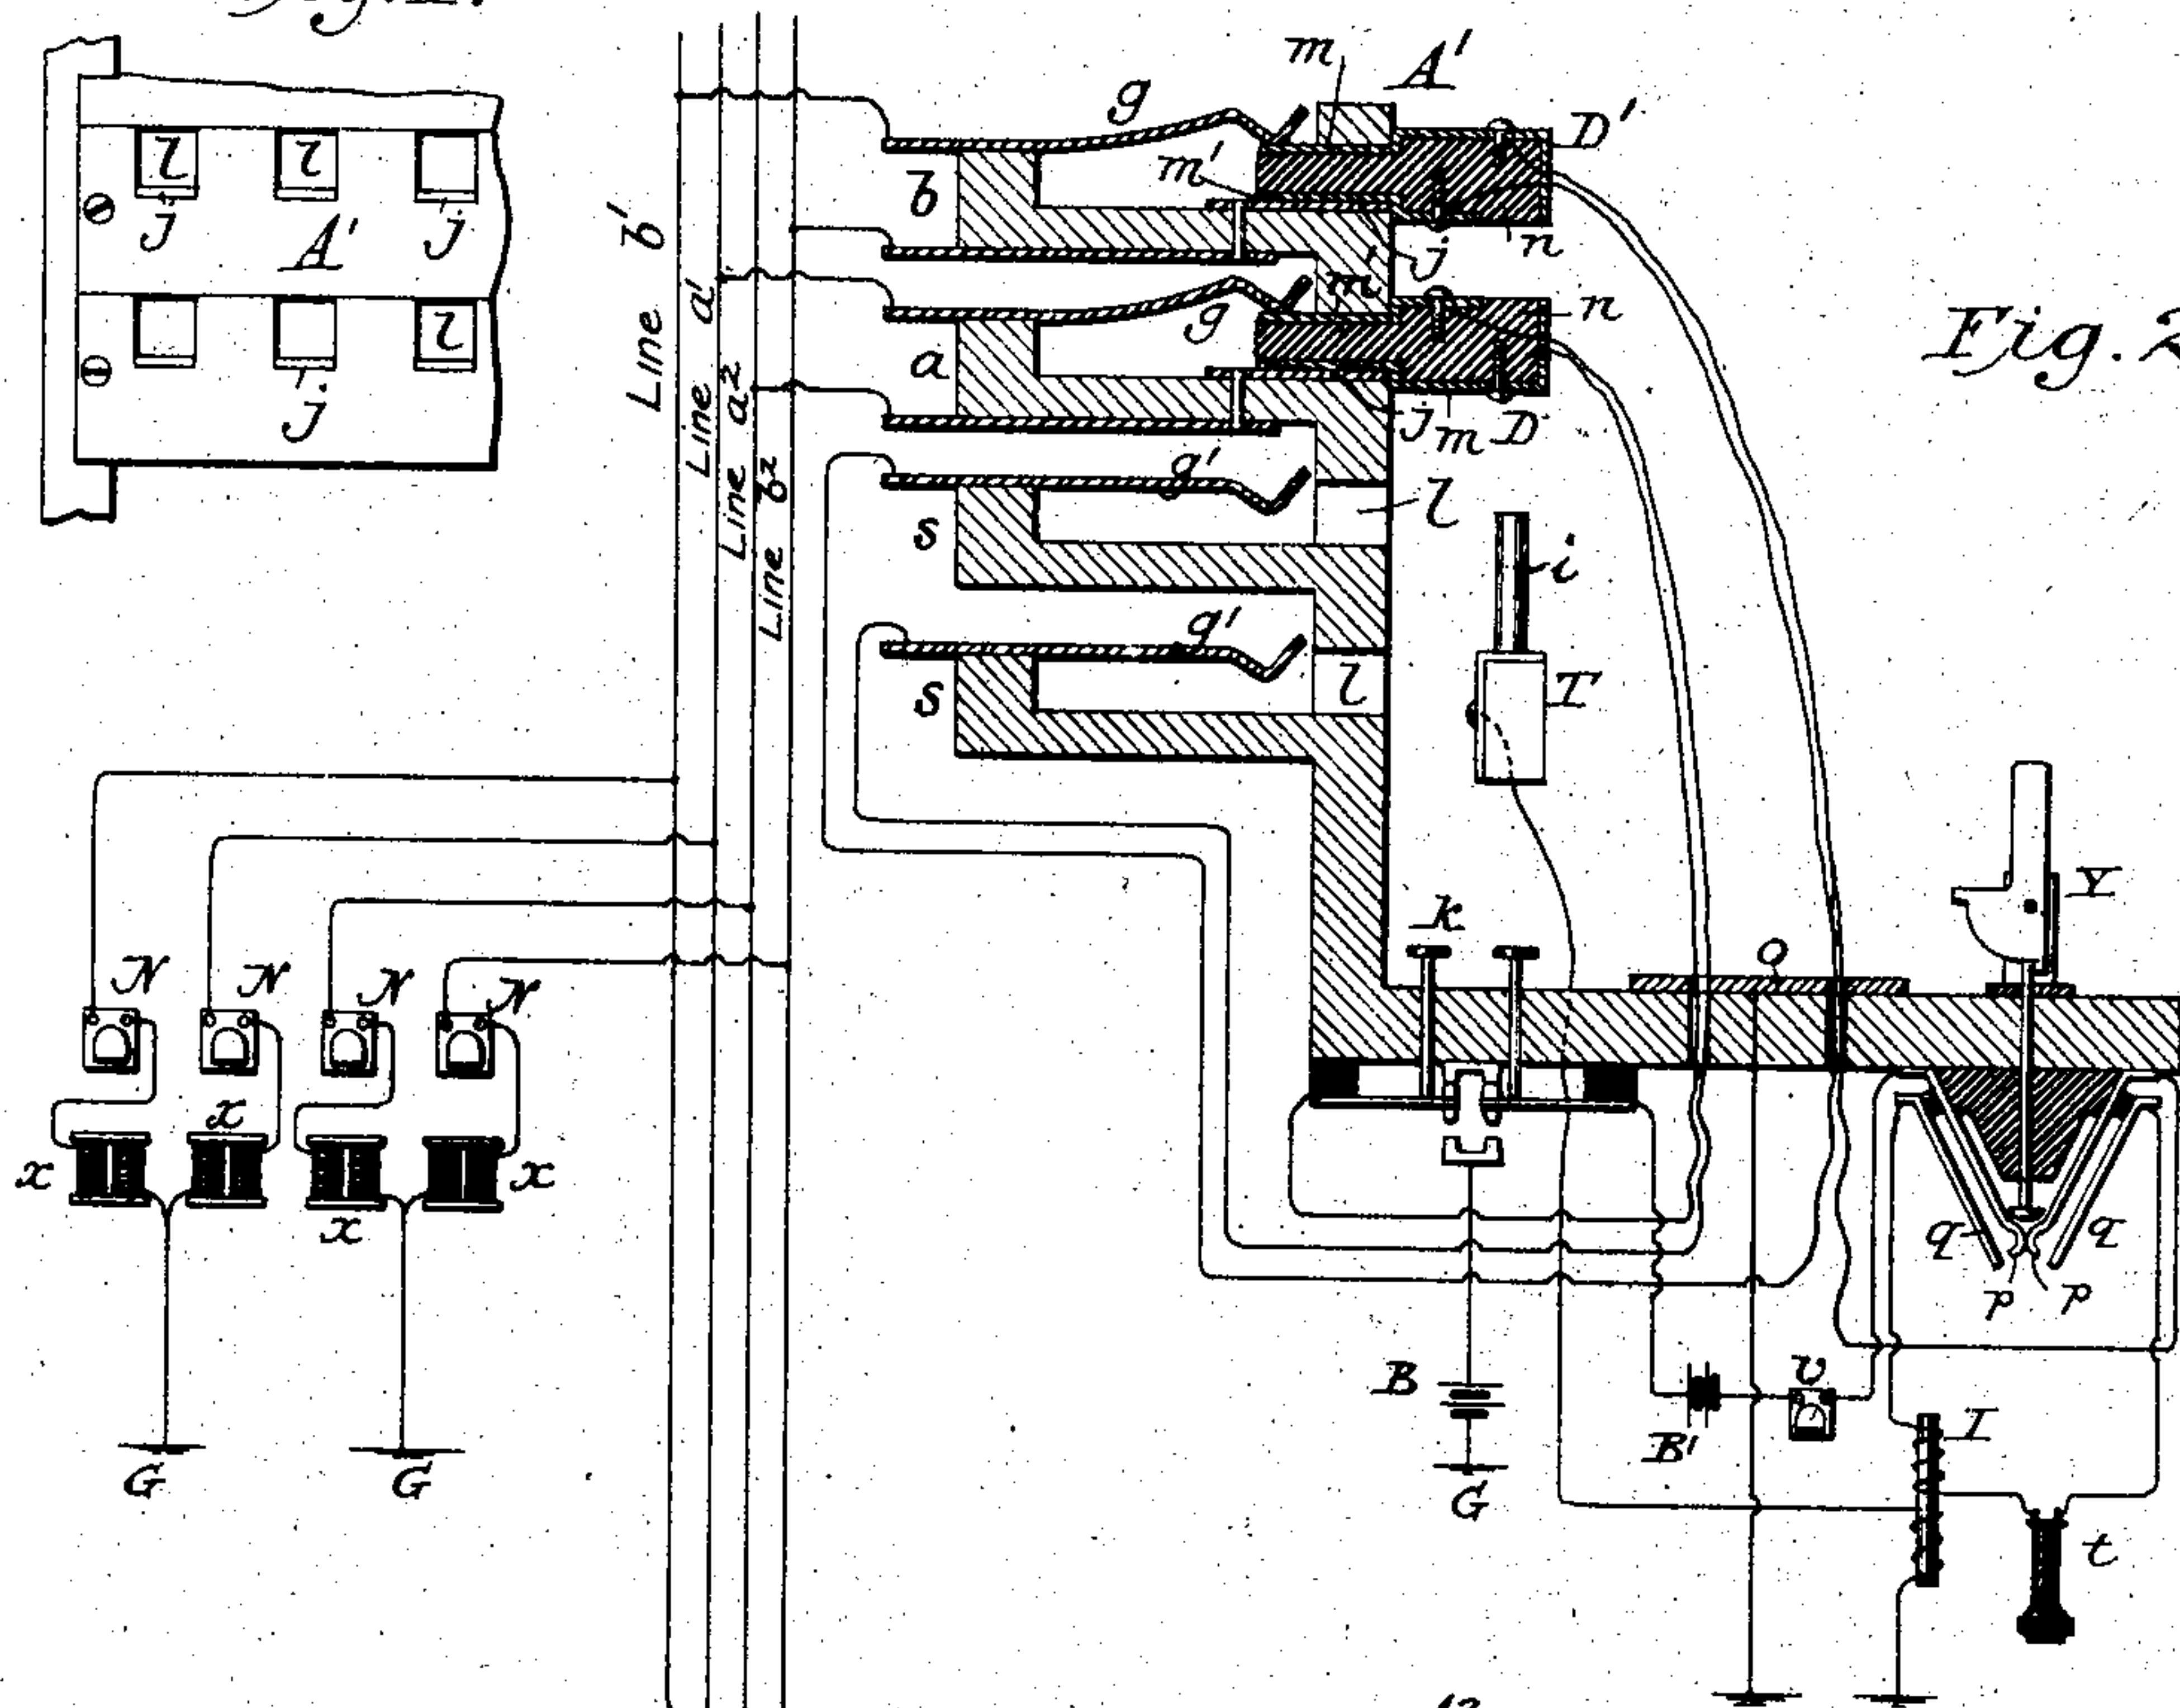 m
A'
g
D'
l
l
m'
j
A'
j
b
n
j
Line b'
m
g
n
Line a'
Fig. 2
a
j
j
m
D
Line a²
g'
Line b²
l
s
i
g'
T
s
l
V
k
o
N
N
N
N
x
x
x
x
q
q
p
p
B
v
B'
I
G
G
G
t
l